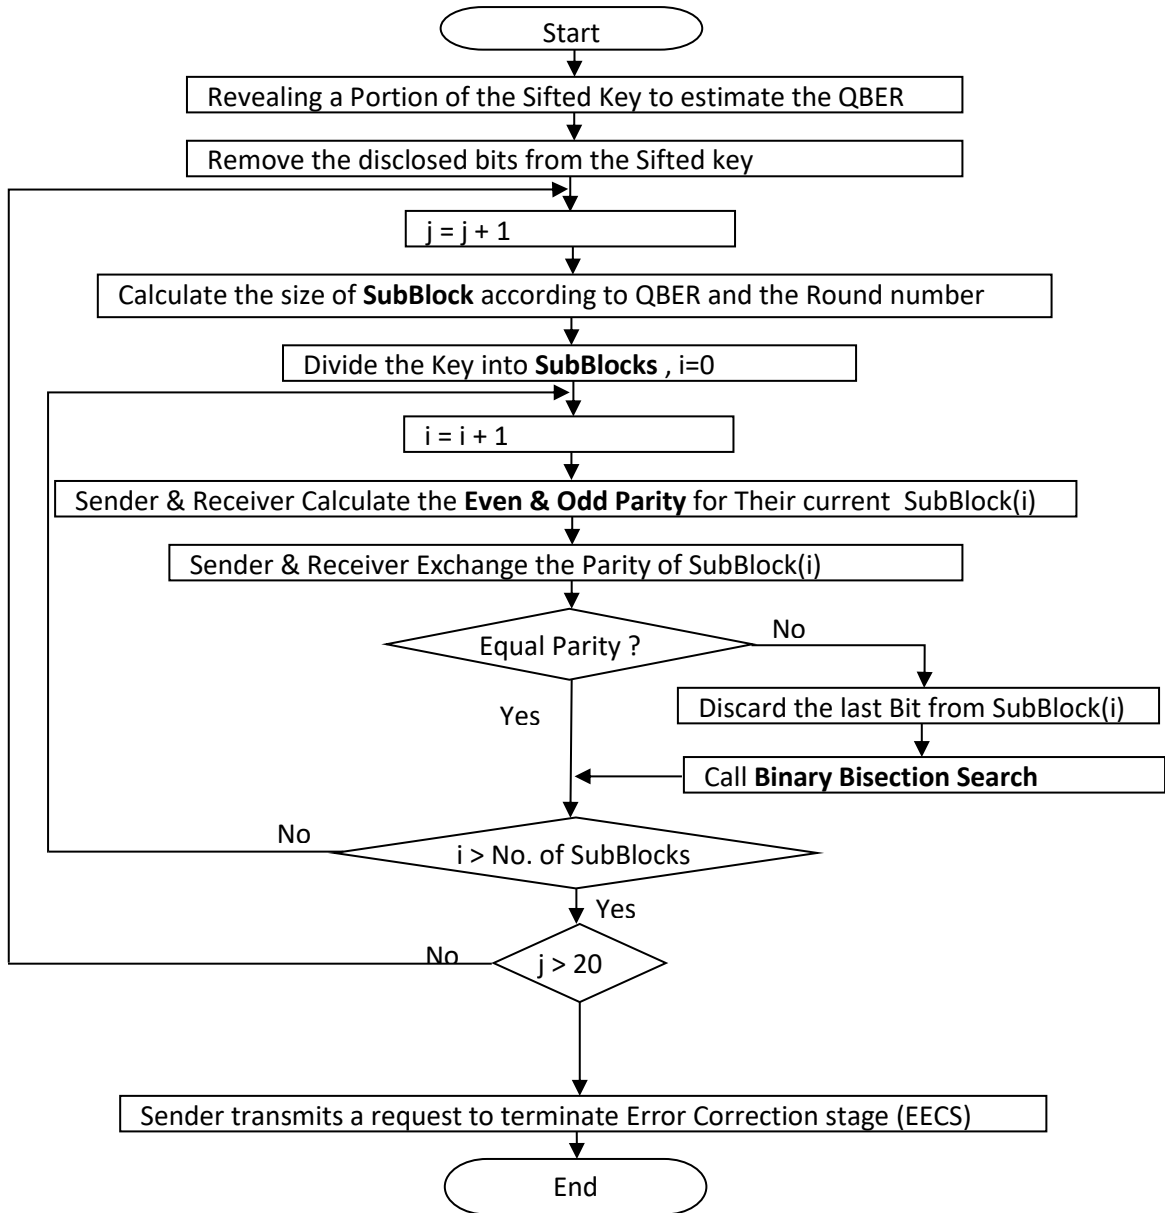 Start
Revealing a Portion of the Sifted Key to estimate the QBER
Remove the disclosed bits from the Sifted key
j = j + 1
Calculate the size of SubBlock according to QBER and the Round number
Divide the Key into SubBlocks , i=0
i = i + 1
Sender & Receiver Calculate the Even & Odd Parity for Their current SubBlock(i)
Sender & Receiver Exchange the Parity of SubBlock(i)
Equal Parity ?
No
Discard the last Bit from SubBlock(i)
Yes
Call Binary Bisection Search
No
i > No. of SubBlocks
Yes
No
j > 20
Sender transmits a request to terminate Error Correction stage (EECS)
End